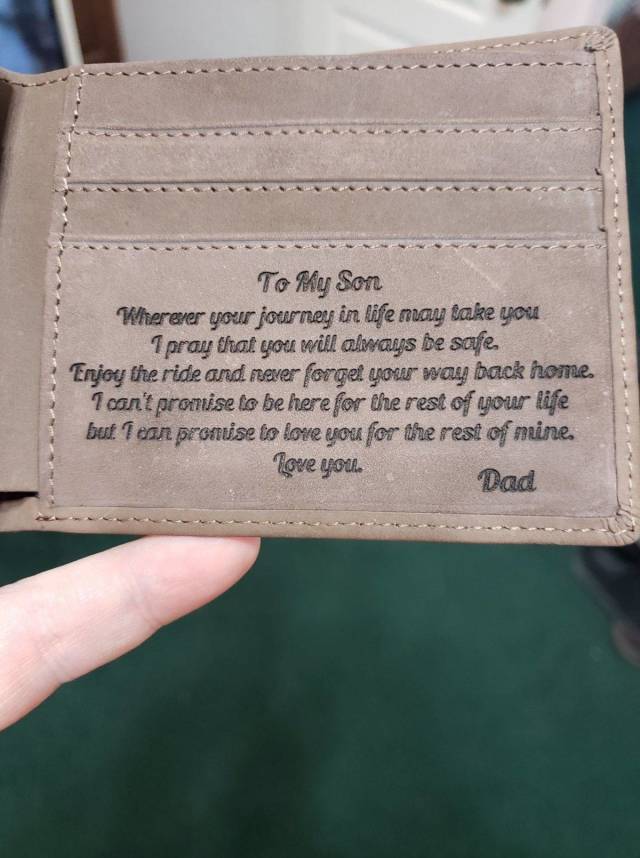 To My Son
Wherever your journey in life may take you
I pray that you will always be safe.
Enjoy the ride and never forget your way back home.
I can't promise to be here for the rest of your life
but I can promise to love you for the rest of mine.
Love you.
Dad